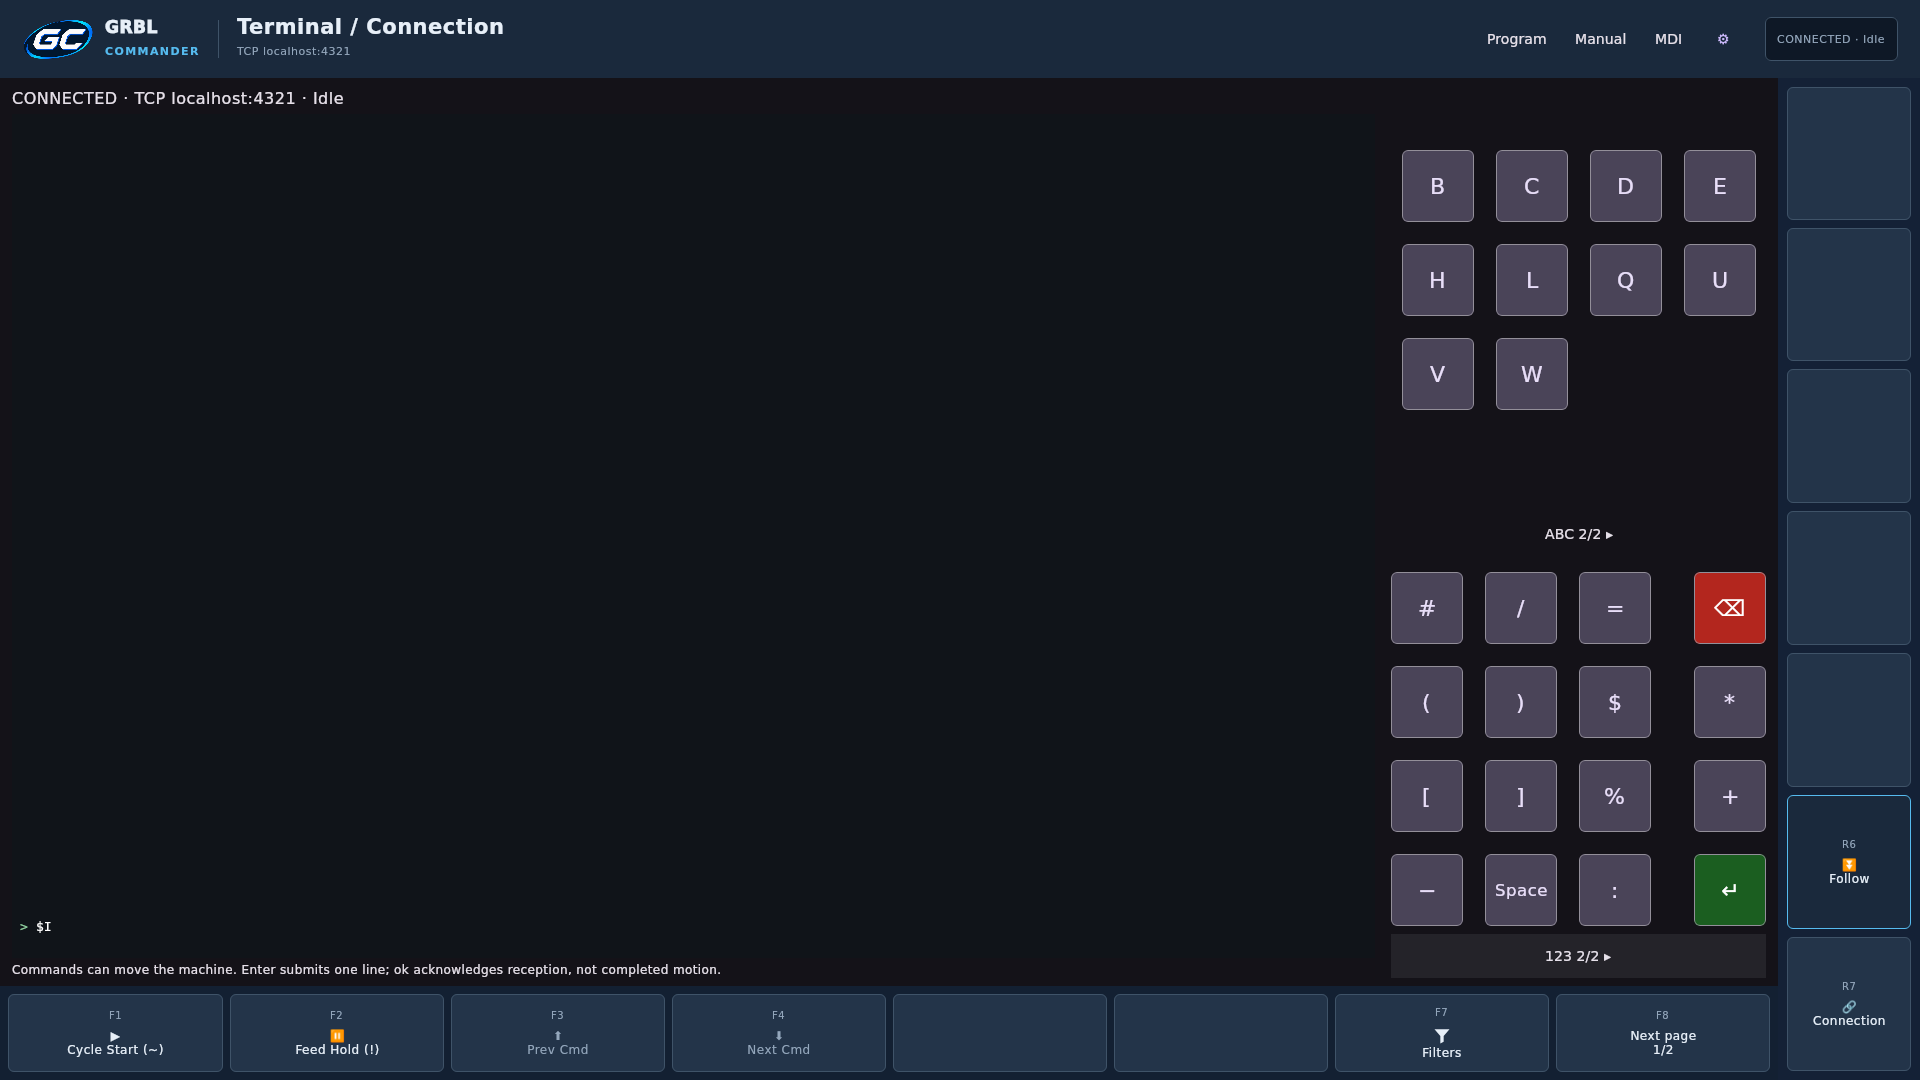 GC
GRBL
COMMANDER
Terminal / Connection
TCP localhost:4321
Program
Manual
MDI
CONNECTED · Idle
CONNECTED · TCP localhost:4321 · Idle
B C D E
H L Q U
V W
ABC 2/2 ▸
# / = ⌫
( ) $ *
[ ] % +
− Space : ↵
123 2/2 ▸
> $I
Commands can move the machine. Enter submits one line; ok acknowledges reception, not completed motion.
R6
Follow
R7
Connection
F1
Cycle Start (~)
F2
Feed Hold (!)
F3
Prev Cmd
F4
Next Cmd
F7
Filters
F8
Next page
1/2